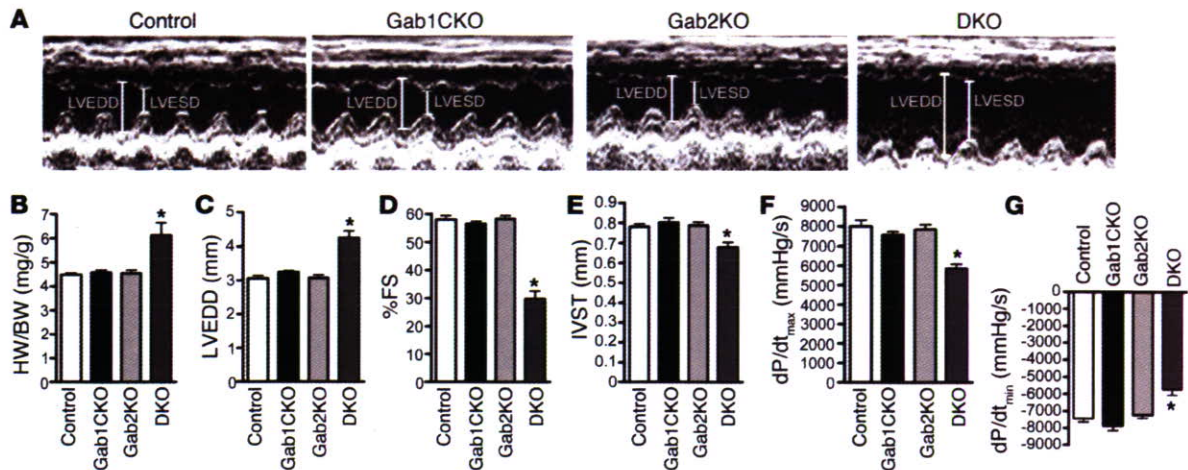 A
Control
Gab1CKO
Gab2KO
DKO
LVEDD
LVESD
LVEDD
LVESD
LVEDD
LVESD
LVEDD
LVESD
B
HW/BW (mg/g)
7
6
5
4
3
2
1
0
*
Control
Gab1CKO
Gab2KO
DKO
C
LVEDD (mm)
5
4
3
2
1
0
*
Control
Gab1CKO
Gab2KO
DKO
D
%FS
60
50
40
30
20
10
0
*
Control
Gab1CKO
Gab2KO
DKO
E
IVST (mm)
0.9
0.8
0.7
0.6
0.5
0.4
0.3
0.2
0.1
0
*
Control
Gab1CKO
Gab2KO
DKO
F
dP/dtmax (mmHg/s)
9000
8000
7000
6000
5000
4000
3000
2000
1000
0
*
Control
Gab1CKO
Gab2KO
DKO
G
Control
Gab1CKO
Gab2KO
DKO
dP/dtmin (mmHg/s)
0
-1000
-2000
-3000
-4000
-5000
-6000
-7000
-8000
-9000
*